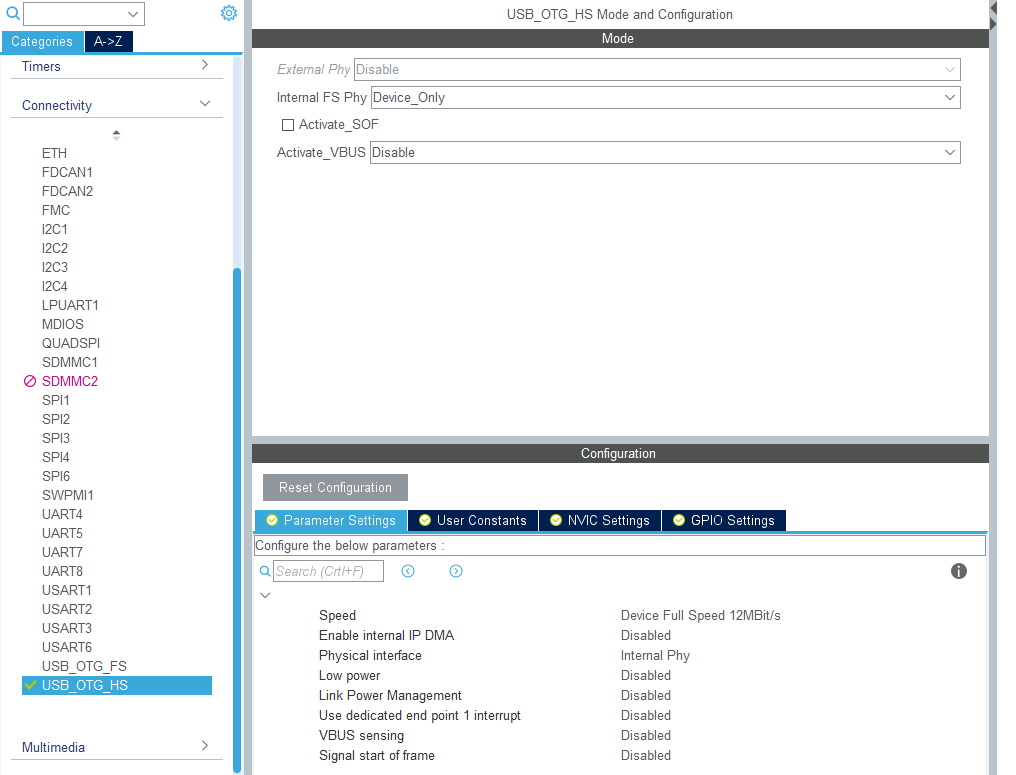 USB_OTG_HS Mode and Configuration
Categories A->Z
Timers
Connectivity
ETH
FDCAN1
FDCAN2
FMC
I2C1
I2C2
I2C3
I2C4
LPUART1
MDIOS
QUADSPI
SDMMC1
SDMMC2
SPI1
SPI2
SPI3
SPI4
SPI6
SWPMI1
UART4
UART5
UART7
UART8
USART1
USART2
USART3
USART6
USB_OTG_FS
USB_OTG_HS
Multimedia
Mode
External Phy Disable
Internal FS Phy Device_Only
Activate_SOF
Activate_VBUS Disable
Configuration
Reset Configuration
Parameter Settings User Constants NVIC Settings GPIO Settings
Configure the below parameters :
Search (Crtl+F)
Speed Device Full Speed 12MBit/s
Enable internal IP DMA Disabled
Physical interface Internal Phy
Low power Disabled
Link Power Management Disabled
Use dedicated end point 1 interrupt Disabled
VBUS sensing Disabled
Signal start of frame Disabled